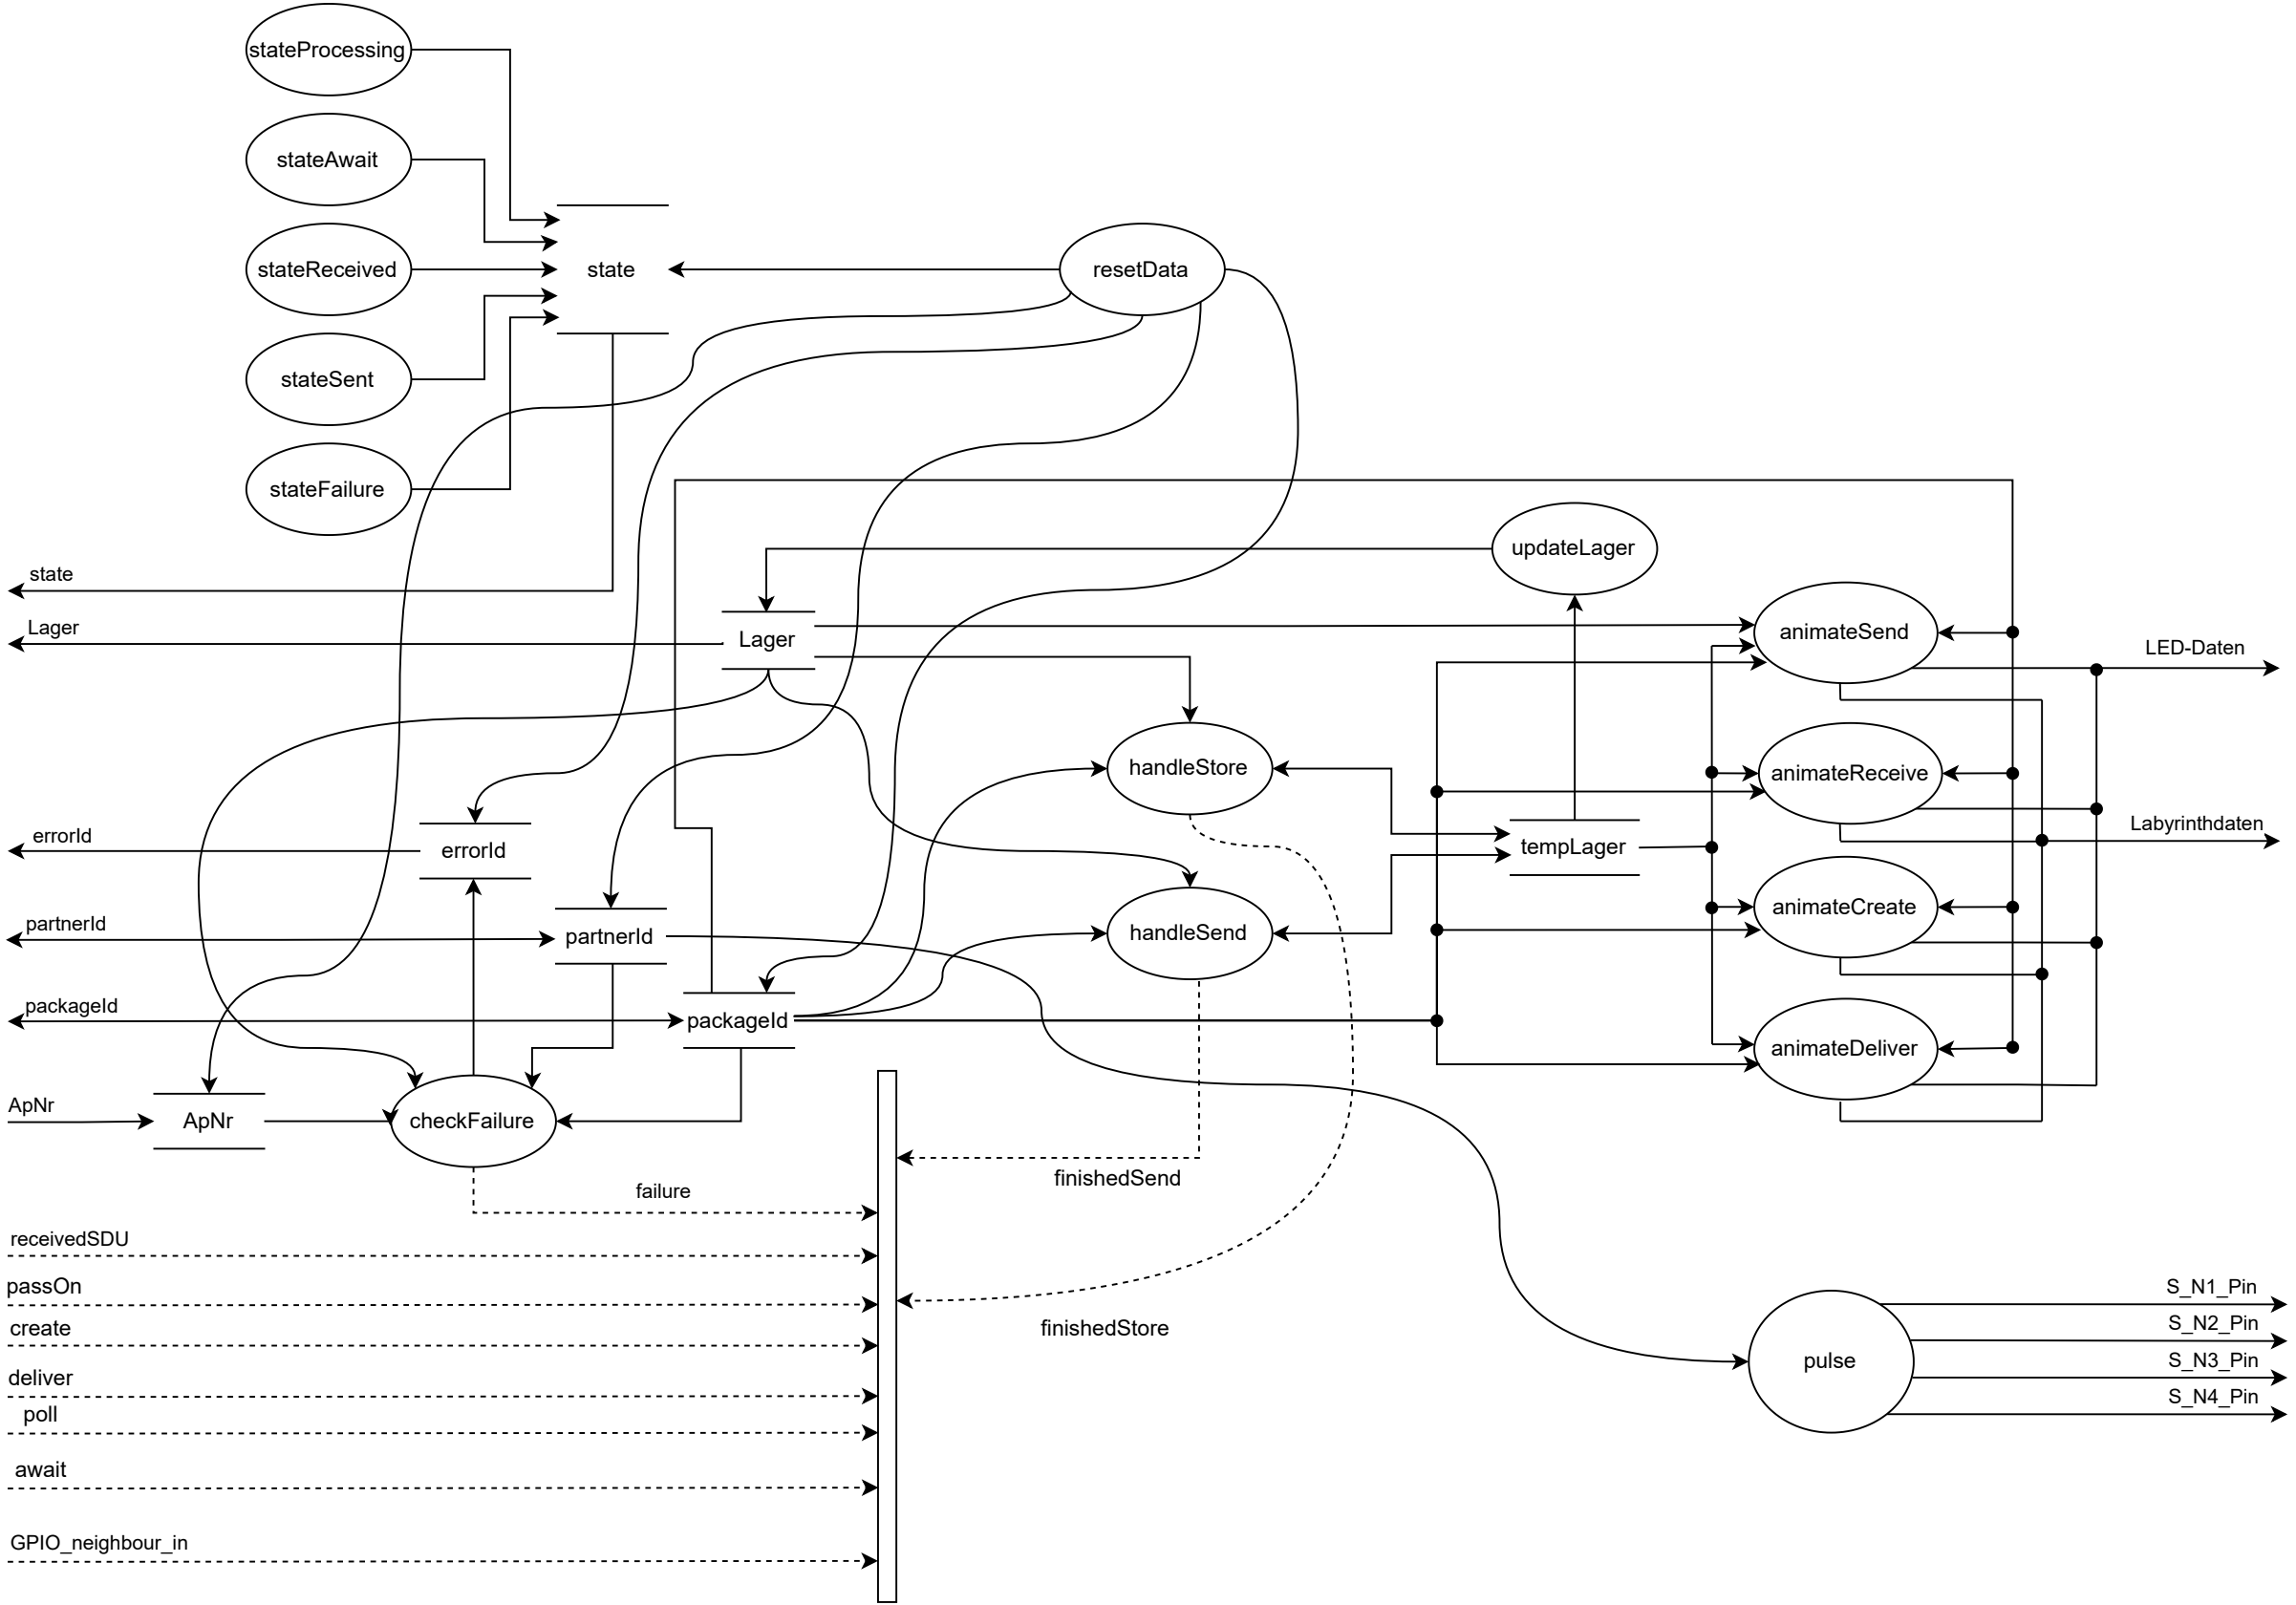 stateProcessing
stateAwait
stateReceived
state
resetData
stateSent
stateFailure
updateLager
state
Lager
Lager
animateSend
LED-Daten
handleStore
animateReceive
errorId
errorId
tempLager
Labyrinthdaten
partnerId
partnerId
handleSend
animateCreate
packageId
packageId
animateDeliver
ApNr
ApNr
checkFailure
finishedSend
failure
receivedSDU
passOn
S_N1_Pin
create
finishedStore
S_N2_Pin
pulse
S_N3_Pin
deliver
S_N4_Pin
poll
await
GPIO_neighbour_in